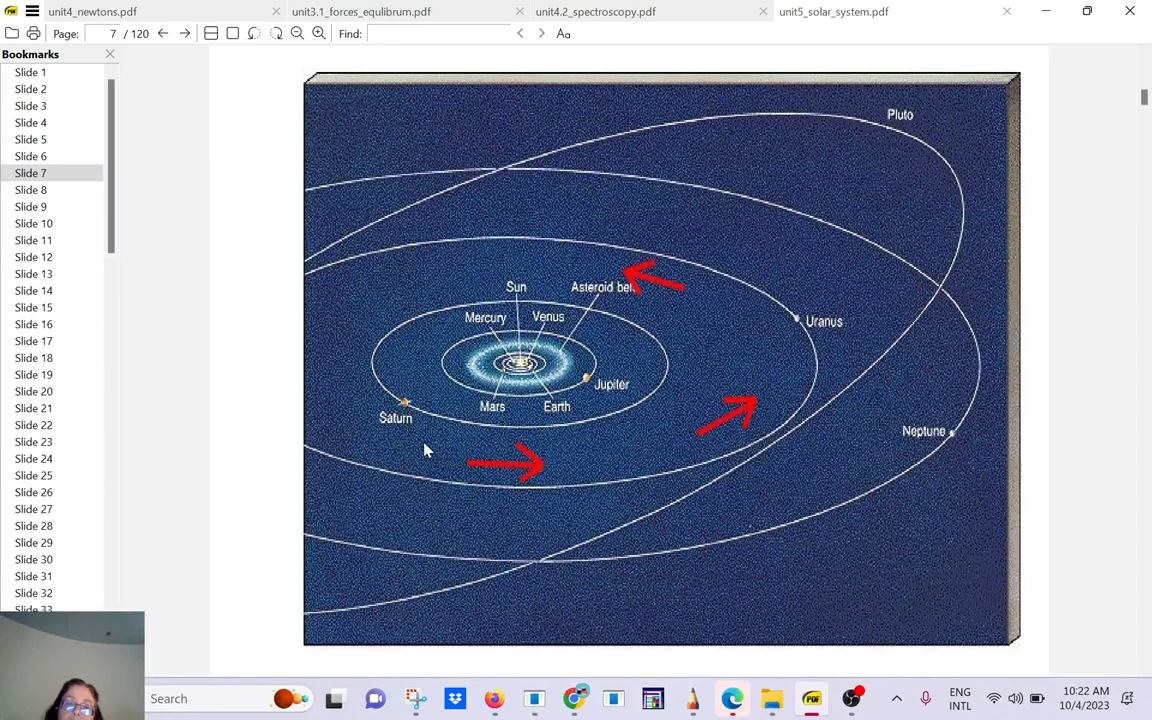 unit4_newtons.pdf
unit3.1_forces_equlibrum.pdf
unit4.2_spectroscopy.pdf
unit5_solar_system.pdf
Page: 7 / 120
Find:
Aa
Bookmarks
Slide 1
Slide 2
Slide 3
Slide 4
Slide 5
Slide 6
Slide 7
Slide 8
Slide 9
Slide 10
Slide 11
Slide 12
Slide 13
Slide 14
Slide 15
Slide 16
Slide 17
Slide 18
Slide 19
Slide 20
Slide 21
Slide 22
Slide 23
Slide 24
Slide 25
Slide 26
Slide 27
Slide 28
Slide 29
Slide 30
Slide 31
Slide 32
Slide 33
Pluto
Sun
Asteroid belt
Mercury
Venus
Uranus
Jupiter
Saturn
Mars
Earth
Neptune
Search
PDF
ENG
INTL
10:22 AM
10/4/2023